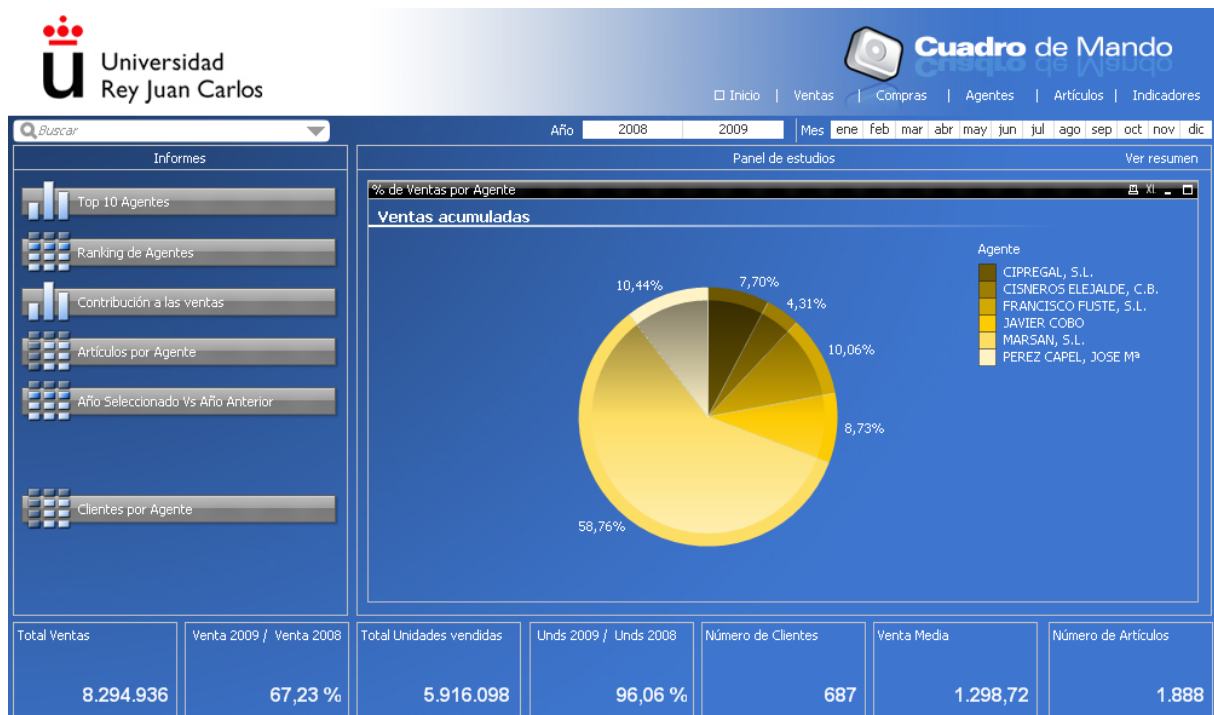 Universidad
Rey Juan Carlos
Cuadro de Mando
Inicio | Ventas | Compras | Agentes | Artículos | Indicadores
Buscar
Año 2008 2009 Mes ene feb mar abr may jun jul ago sep oct nov dic
Informes
Panel de estudios
Ver resumen
Top 10 Agentes
Ranking de Agentes
Contribución a las ventas
Artículos por Agente
Año Seleccionado Vs Año Anterior
Clientes por Agente
% de Ventas por Agente
XL
Ventas acumuladas
10,44%
7,70%
4,31%
10,06%
8,73%
58,76%
Agente
CIPREGAL, S.L.
CISNEROS ELEJALDE, C.B.
FRANCISCO FUSTE, S.L.
JAVIER COBO
MARSAN, S.L.
PEREZ CAPEL, JOSE Mª
Total Ventas
8.294.936
Venta 2009 / Venta 2008
67,23 %
Total Unidades vendidas
5.916.098
Unds 2009 / Unds 2008
96,06 %
Número de Clientes
687
Venta Media
1.298,72
Número de Artículos
1.888